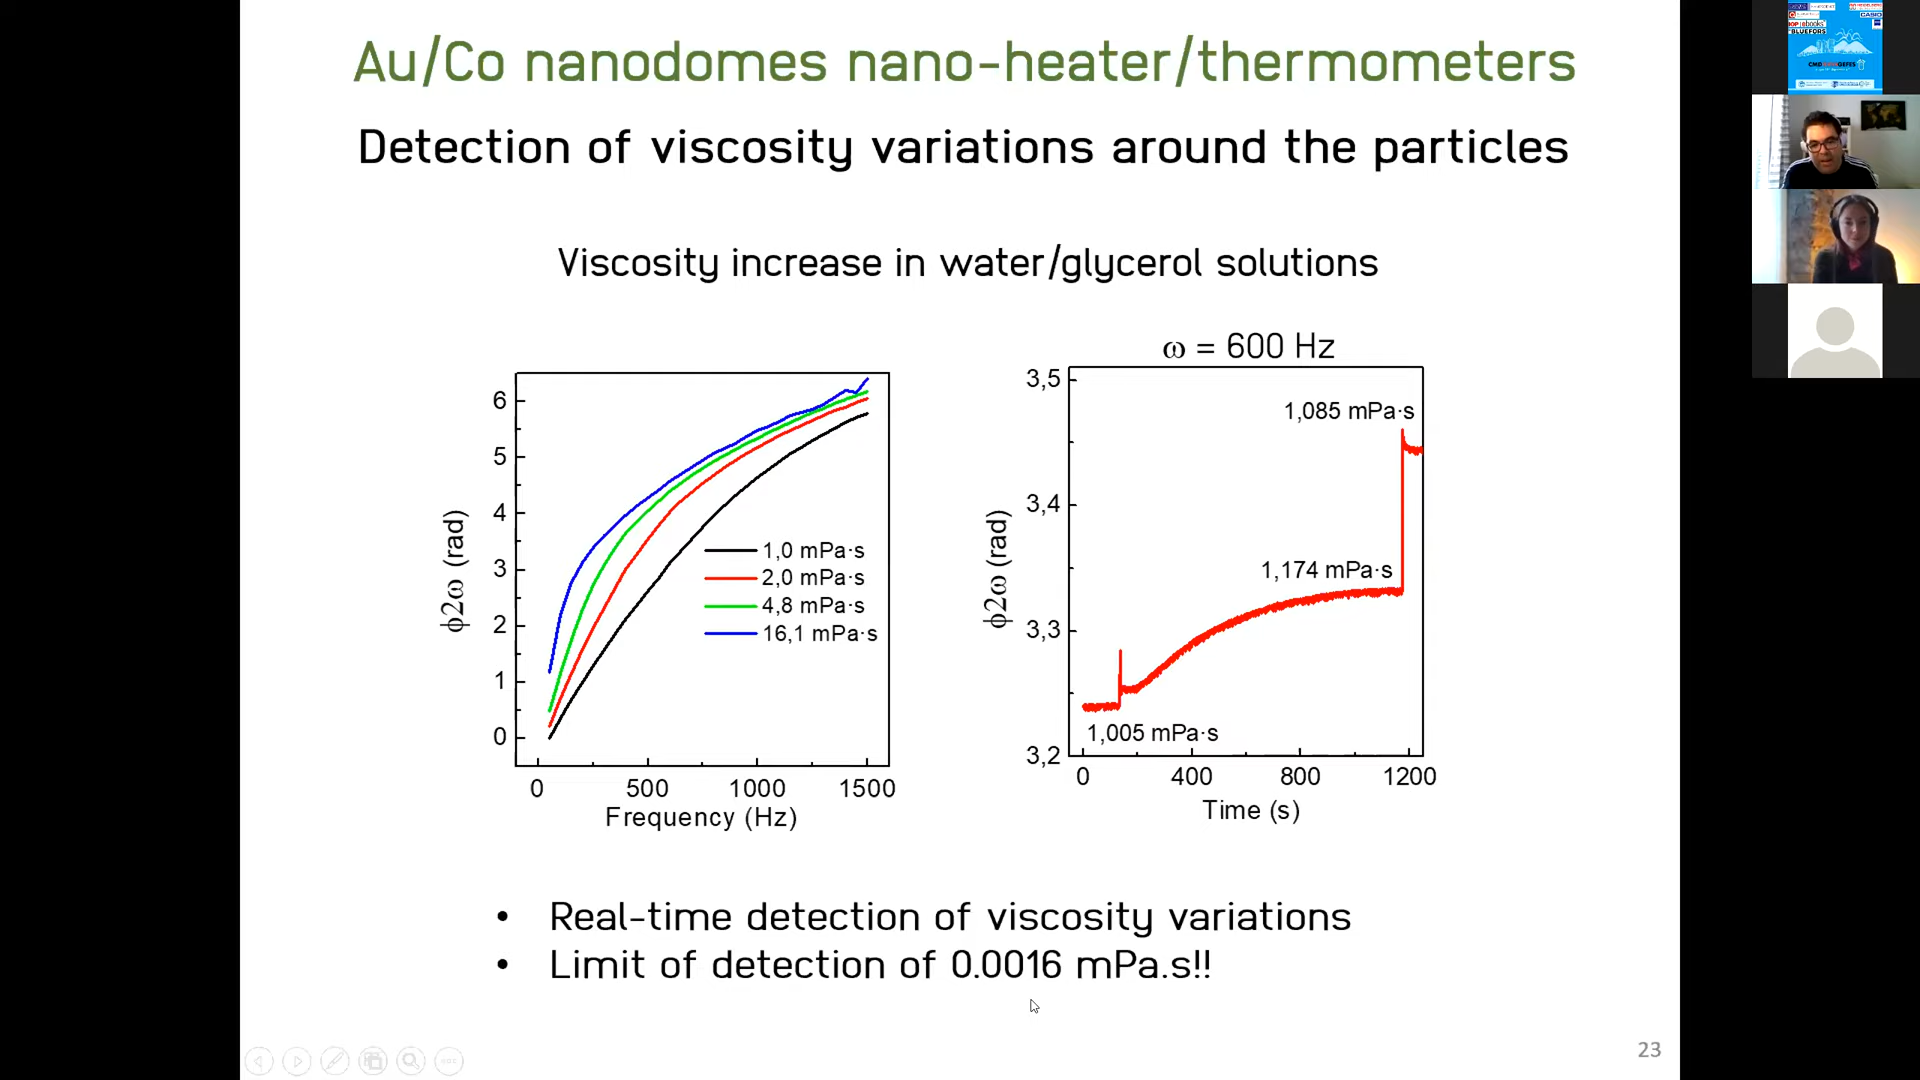 Au/Co nanodomes nano-heater/thermometers
Detection of viscosity variations around the particles
Viscosity increase in water/glycerol solutions
ω = 600 Hz
6
5
4
3
2
1
0
ϕ2ω (rad)
1,0 mPa·s
2,0 mPa·s
4,8 mPa·s
16,1 mPa·s
0 500 1000 1500
Frequency (Hz)
3,5
3,4
3,3
3,2
ϕ2ω (rad)
1,085 mPa·s
1,174 mPa·s
1,005 mPa·s
0 400 800 1200
Time (s)
• Real-time detection of viscosity variations
• Limit of detection of 0.0016 mPa.s!!
23
CASIO
IOP ebooks
BLUEFORS